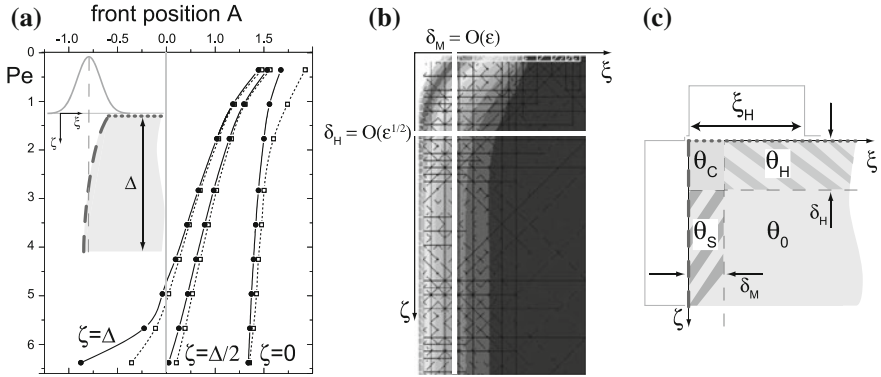 (a)
front position A
-1.0 -0.5 0.0 0.5 1.0 1.5
Pe
0
1
2
3
4
5
6
ξ
ζ
Δ
ζ=Δ
ζ=Δ/2
ζ=0
(b)
δM = O(ε)
ξ
δH = O(ε1/2)
ζ
(c)
ξH
ξ
θC
θH
θS
θ0
δH
δM
ζ